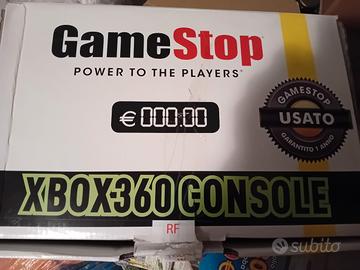 GameStop
POWER TO THE PLAYERS
€ 000.00
GAMESTOP
USATO
GARANTITO 1 ANNO
XBOX360 CONSOLE
RF
subito